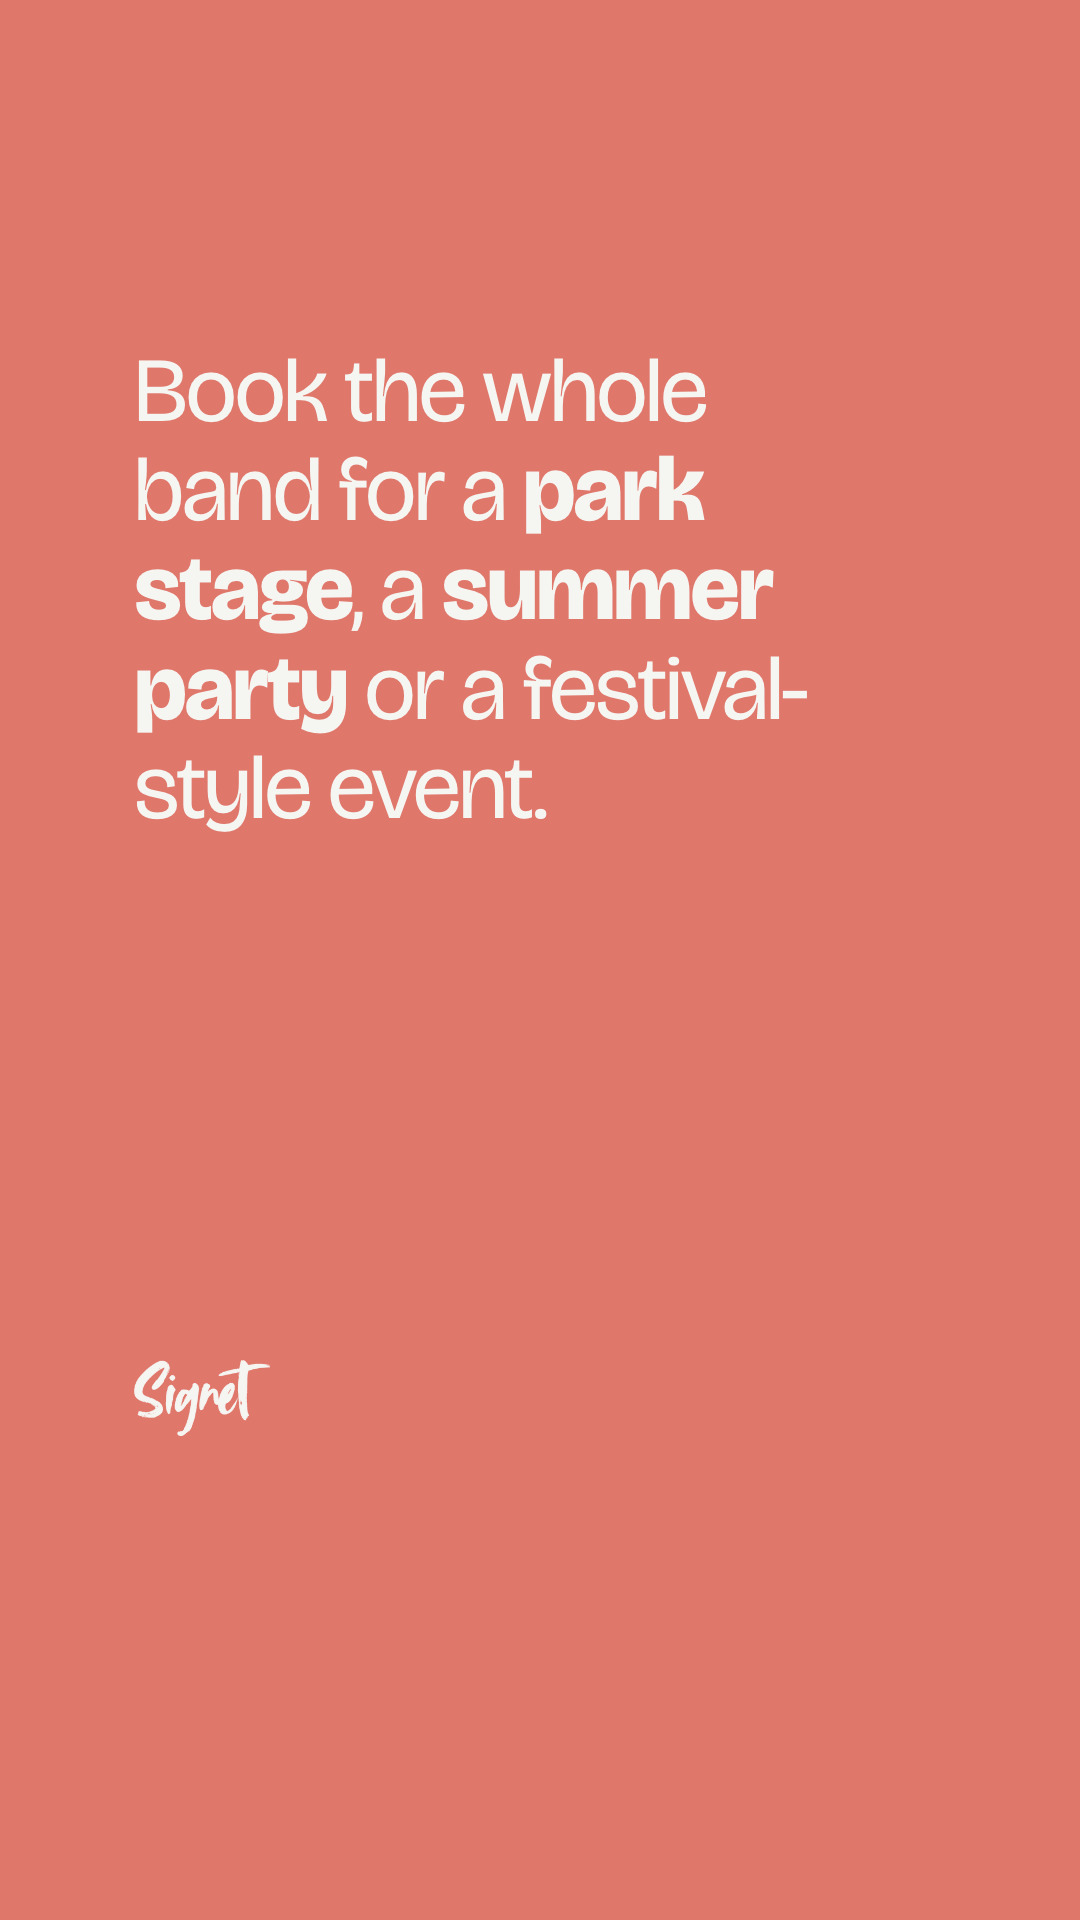 Book the whole
band for a park
stage, a summer
party or a festival-
style event.
Signet